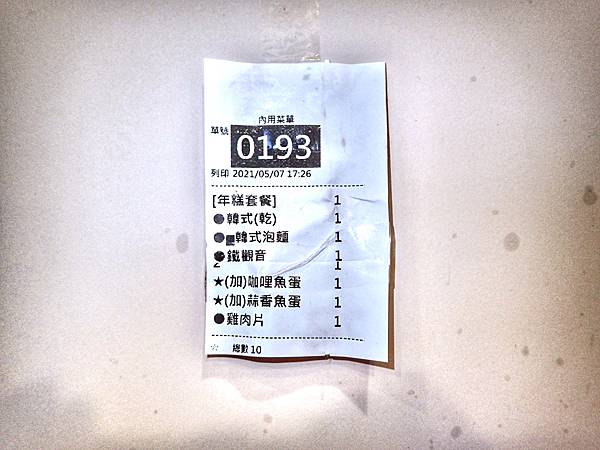 內用菜單
單號 0193
列印 2021/05/07 17:26
[年糕套餐] 1
●韓式(乾) 1
●韓式泡麵 1
●鐵觀音 1
1
★(加)咖哩魚蛋 1
★(加)蒜香魚蛋 1
●雞肉片 1
☆ 總數 10